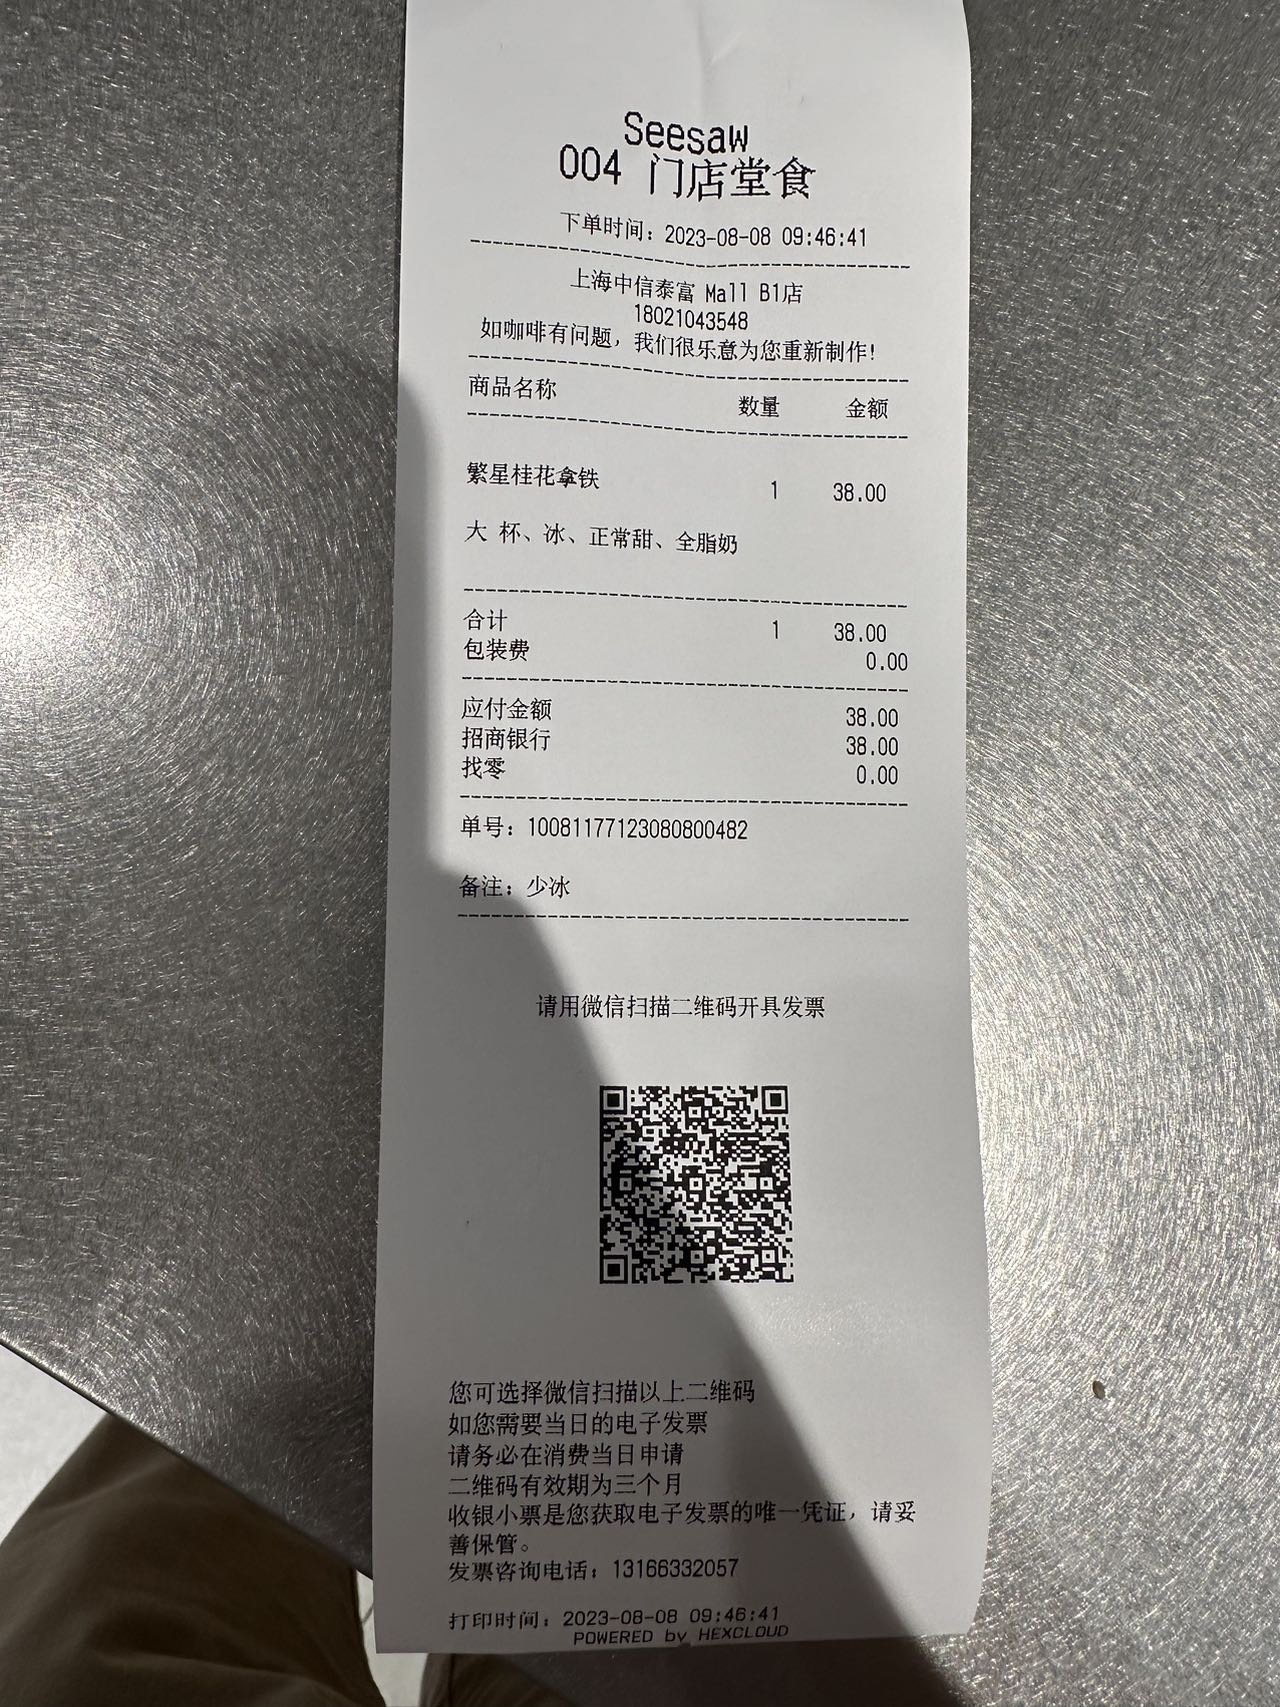 Seesaw
004 门店堂食
下单时间：2023-08-08 09:46:41
上海中信泰富 Mall B1店
18021043548
如咖啡有问题，我们很乐意为您重新制作！
商品名称 数量 金额
繁星桂花拿铁 1 38.00
大 杯、冰、正常甜、全脂奶
合计 1 38.00
包装费 0.00
应付金额 38.00
招商银行 38.00
找零 0.00
单号：10081177123080800482
备注：少冰
请用微信扫描二维码开具发票
您可选择微信扫描以上二维码
如您需要当日的电子发票
请务必在消费当日申请
二维码有效期为三个月
收银小票是您获取电子发票的唯一凭证，请妥
善保管。
发票咨询电话：13166332057
打印时间：2023-08-08 09:46:41
POWERED by HEXCLOUD